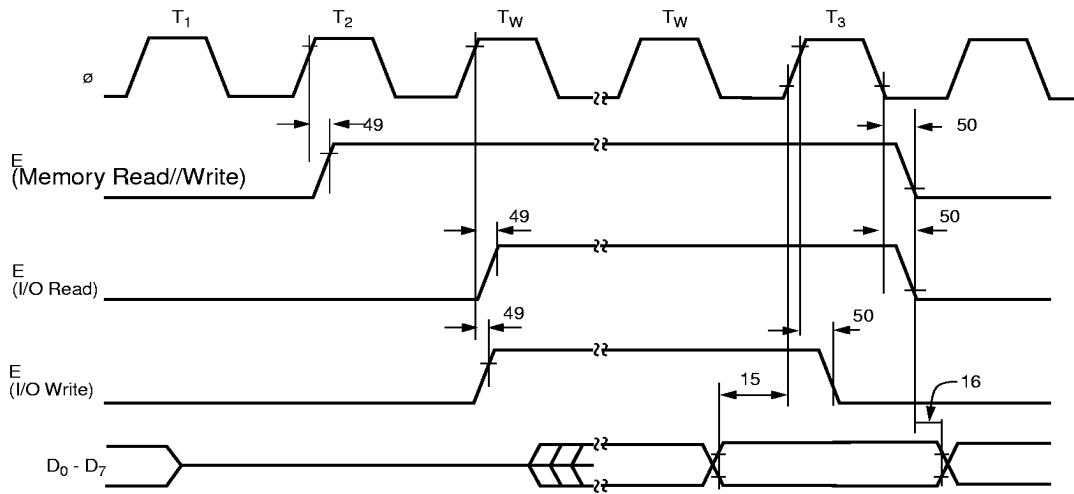 T1 T2 TW TW T3
ø
49 50
E
(Memory Read//Write)
49 50
E
(I/O Read)
49 50
E
(I/O Write)
15 16
D0 - D7